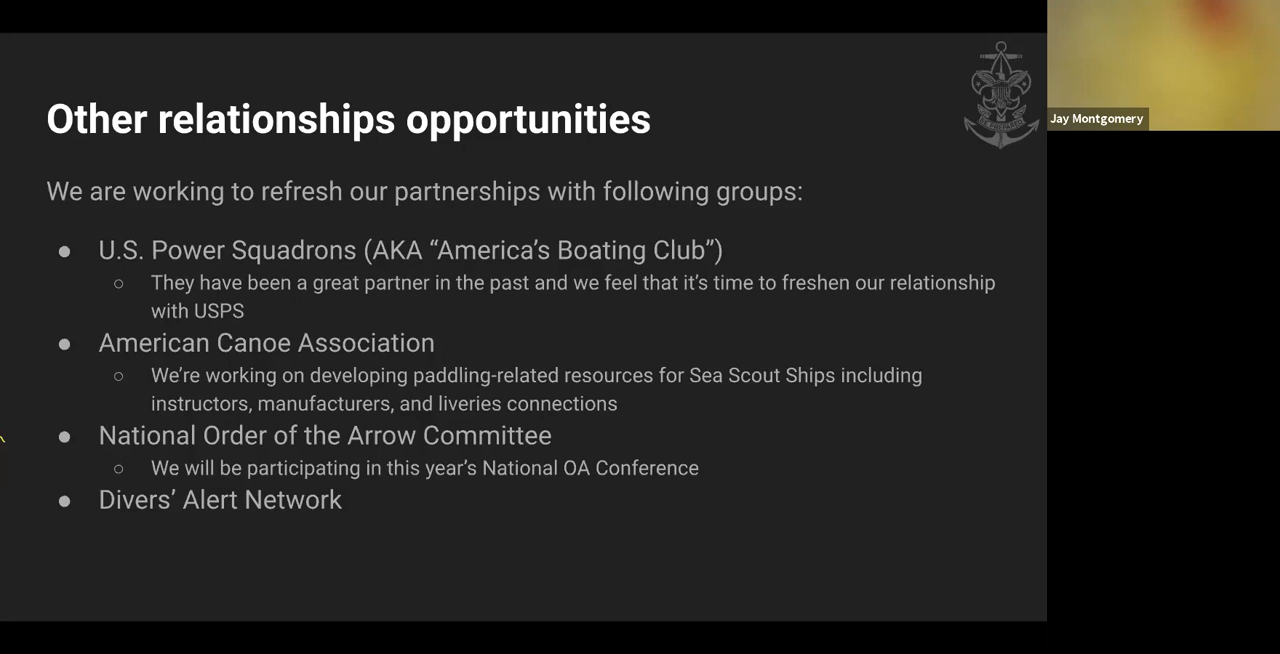 Other relationships opportunities
Jay Montgomery
We are working to refresh our partnerships with following groups:
● U.S. Power Squadrons (AKA “America’s Boating Club”)
○ They have been a great partner in the past and we feel that it’s time to freshen our relationship
with USPS
● American Canoe Association
○ We’re working on developing paddling-related resources for Sea Scout Ships including
instructors, manufacturers, and liveries connections
● National Order of the Arrow Committee
○ We will be participating in this year’s National OA Conference
● Divers’ Alert Network